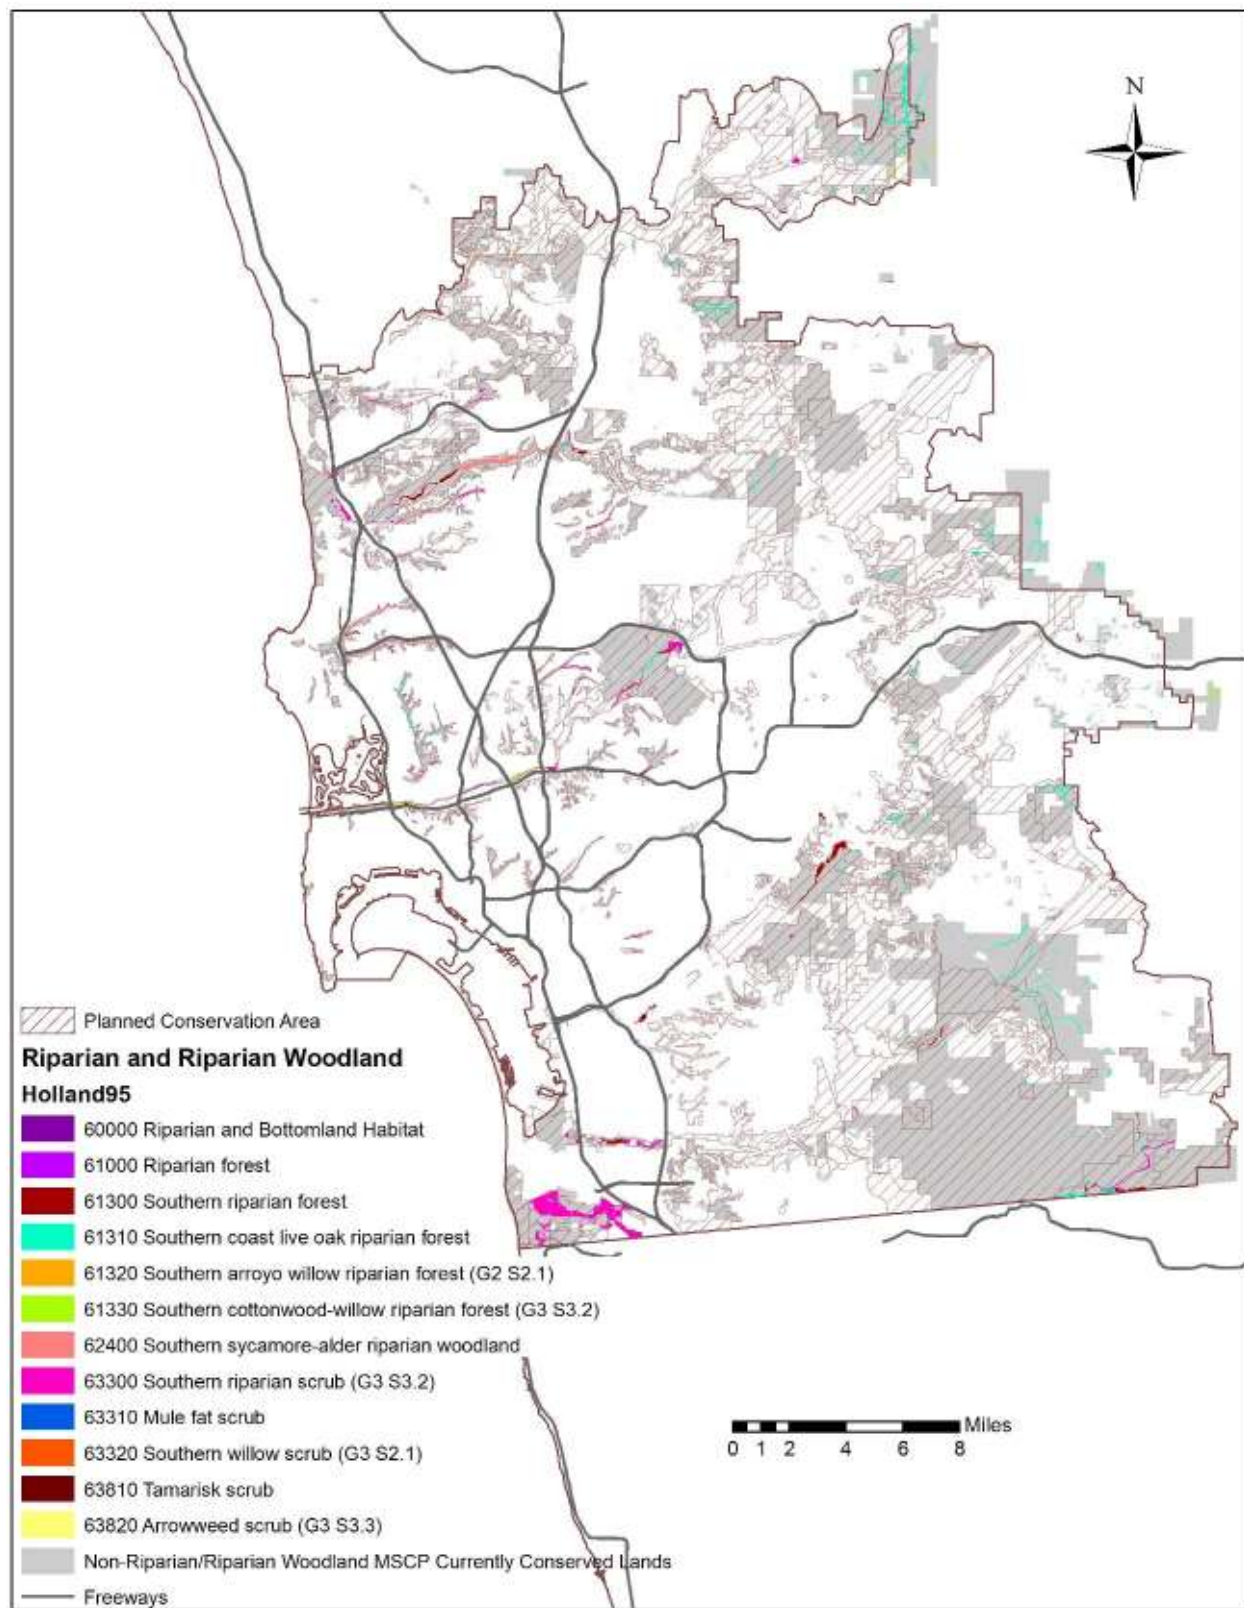 N
Planned Conservation Area
Riparian and Riparian Woodland
Holland95
60000 Riparian and Bottomland Habitat
61000 Riparian forest
61300 Southern riparian forest
61310 Southern coast live oak riparian forest
61320 Southern arroyo willow riparian forest (G2 S2.1)
61330 Southern cottonwood-willow riparian forest (G3 S3.2)
62400 Southern sycamore-alder riparian woodland
63300 Southern riparian scrub (G3 S3.2)
63310 Mule fat scrub
63320 Southern willow scrub (G3 S2.1)
63810 Tamarisk scrub
63820 Arrowweed scrub (G3 S3.3)
Non-Riparian/Riparian Woodland MSCP Currently Conserved Lands
Freeways
Miles
0 1 2 4 6 8